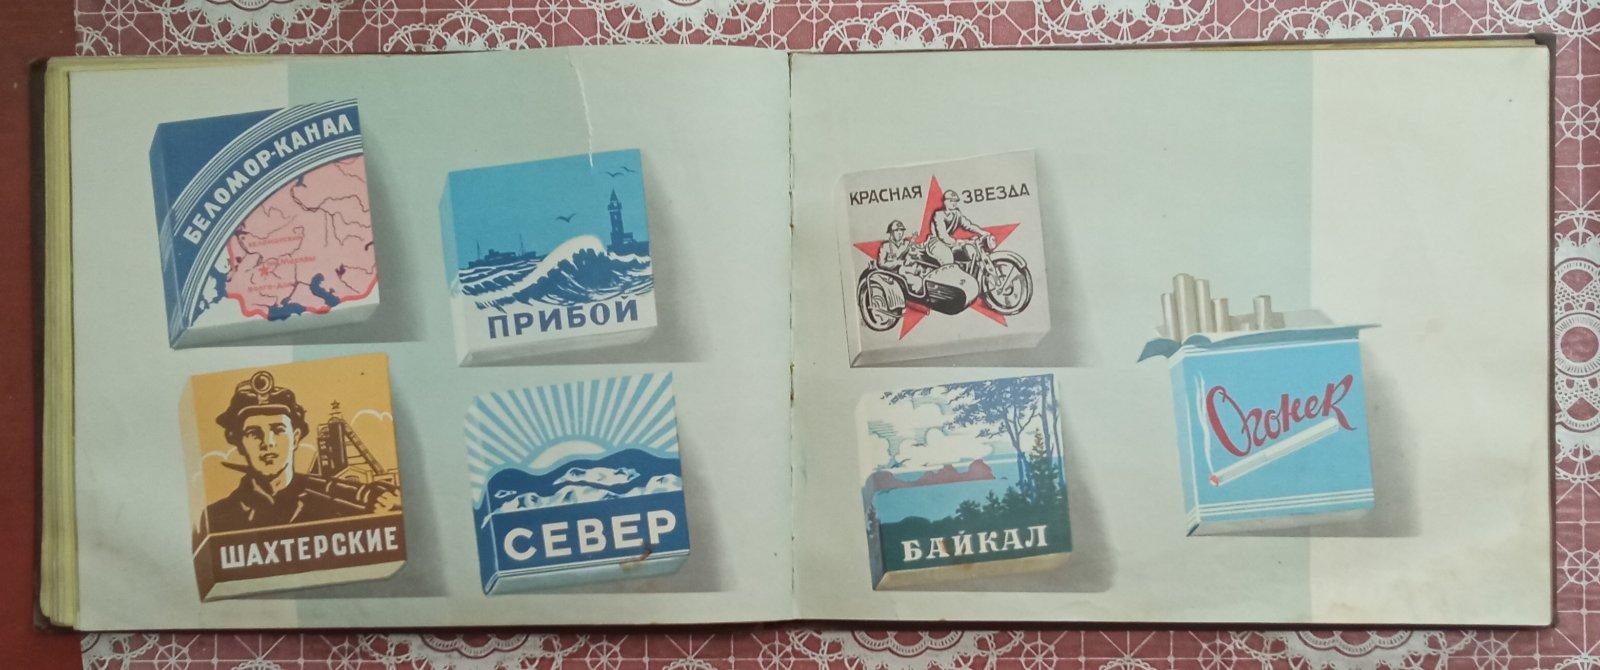 БЕЛОМОР-КАНАЛ
ПРИБОЙ
ШАХТЕРСКИЕ
СЕВЕР
КРАСНАЯ ЗВЕЗДА
БАЙКАЛ
Огонек